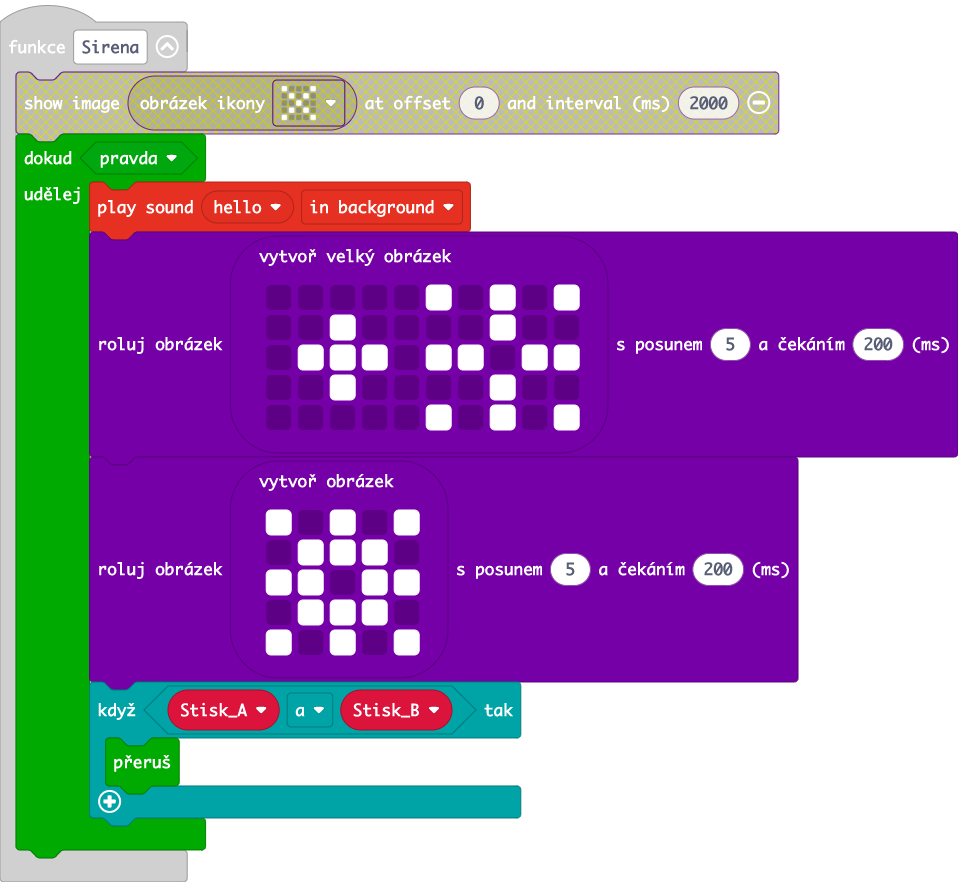 funkce Sirena
show image obrázek ikony at offset 0 and interval (ms) 2000
dokud pravda
udělej
play sound hello in background
vytvoř velký obrázek
roluj obrázek s posunem 5 a čekáním 200 (ms)
vytvoř obrázek
roluj obrázek s posunem 5 a čekáním 200 (ms)
když Stisk_A a Stisk_B tak
přeruš